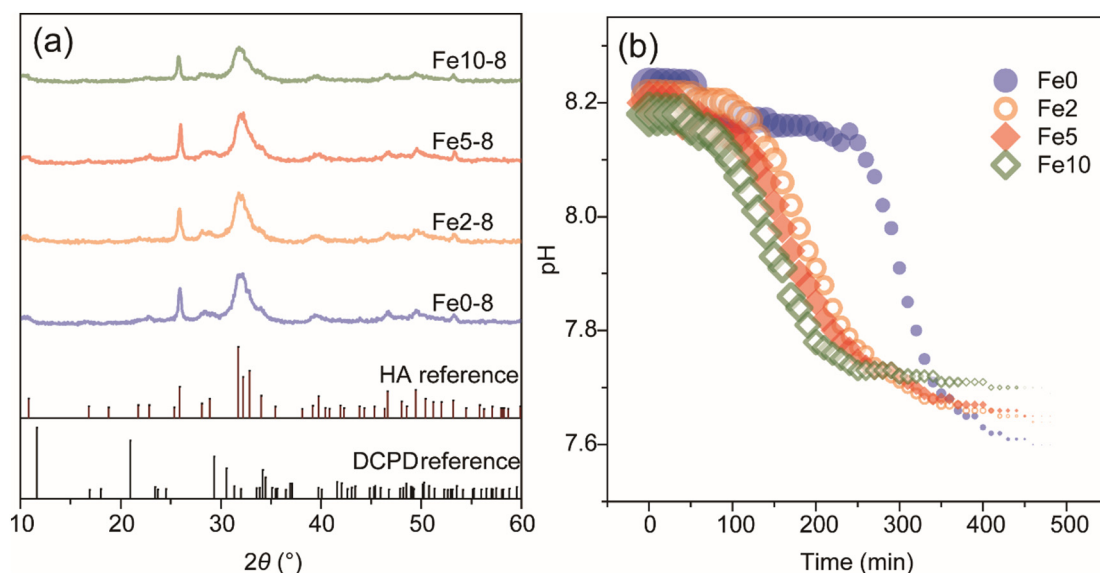 (a)
Fe10-8
Fe5-8
Fe2-8
Fe0-8
HA reference
DCPD reference
10 20 30 40 50 60
2θ (°)
(b)
Fe0
Fe2
Fe5
Fe10
8.2
8.0
7.8
7.6
pH
0 100 200 300 400 500
Time (min)